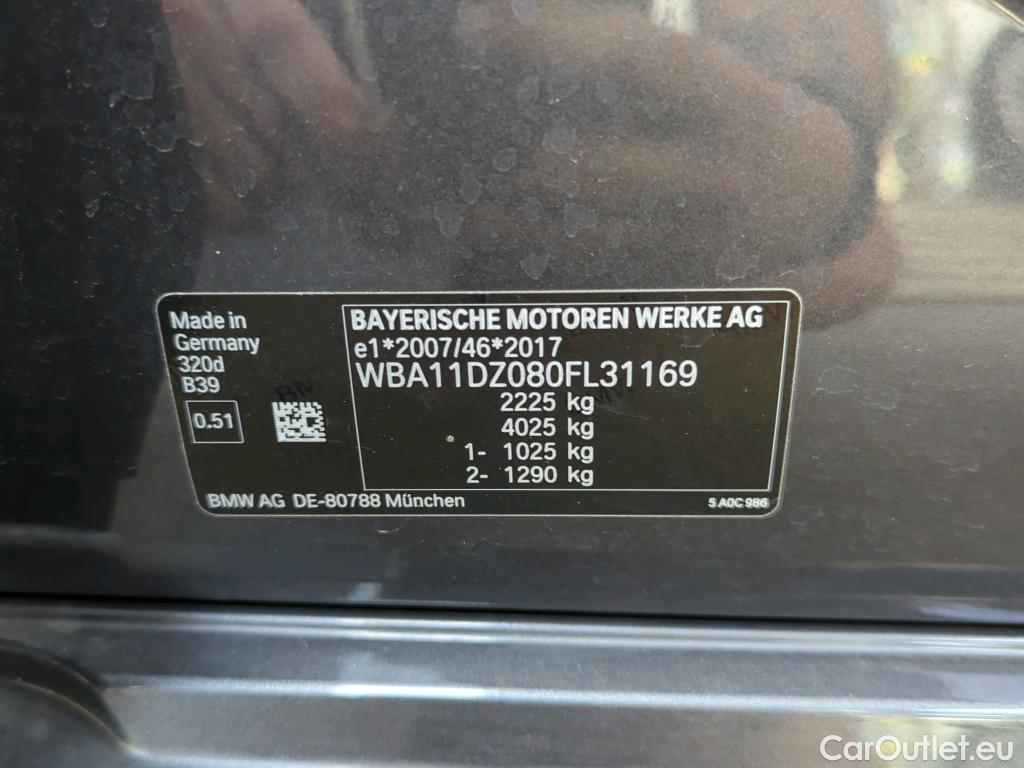 Made in
Germany
320d
B39
0.51
BAYERISCHE MOTOREN WERKE AG
e1*2007/46*2017
WBA11DZ080FL31169
2225 kg
4025 kg
1- 1025 kg
2- 1290 kg
BMW AG DE-80788 München
5 A0C 986
CarOutlet.eu